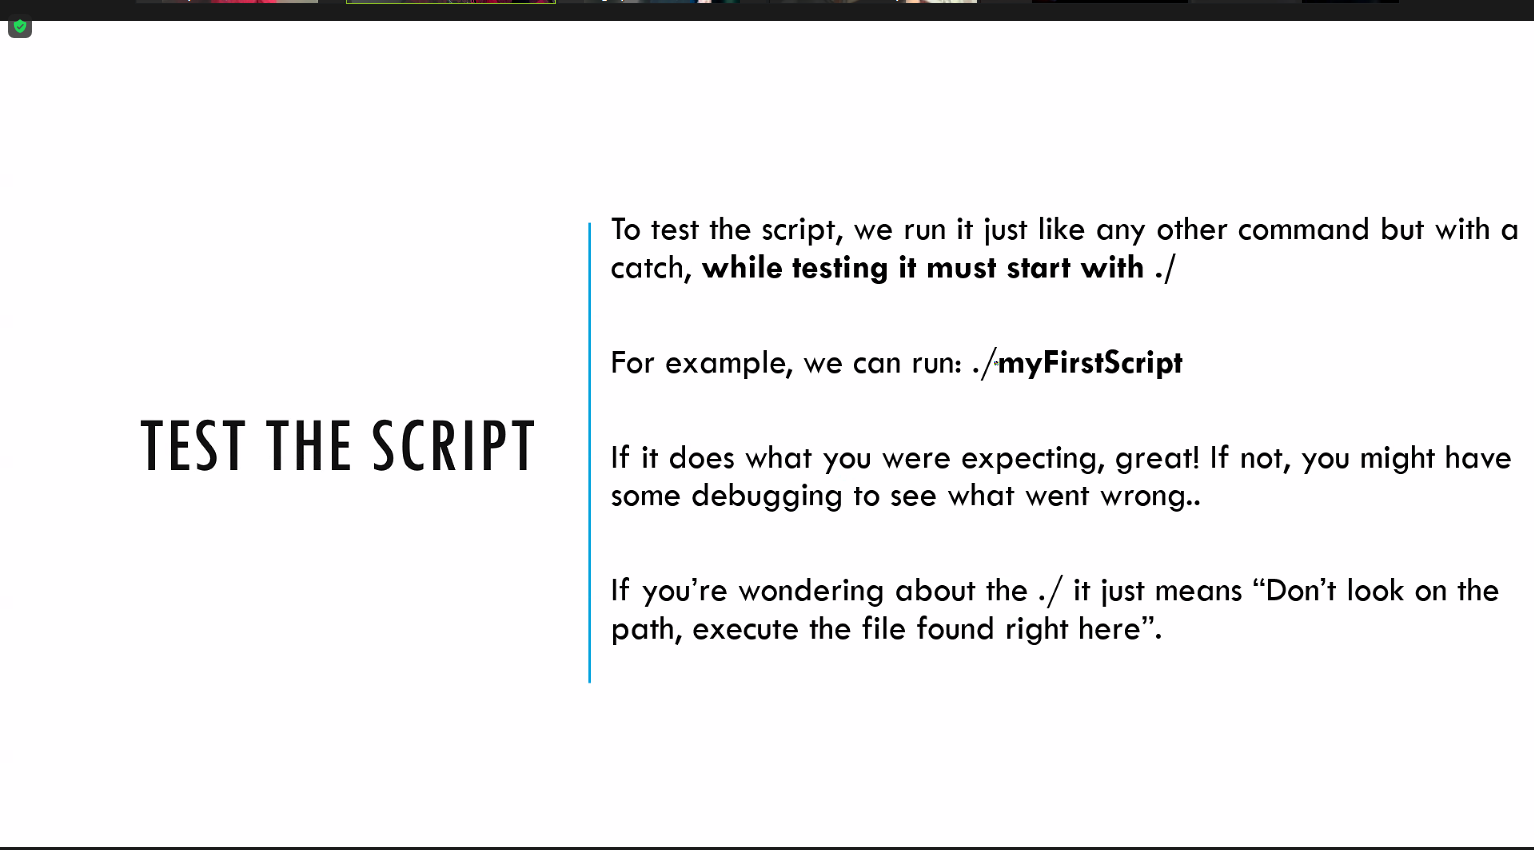 TEST THE SCRIPT
To test the script, we run it just like any other command but with a
catch, while testing it must start with ./
For example, we can run: ./myFirstScript
If it does what you were expecting, great! If not, you might have
some debugging to see what went wrong..
If you’re wondering about the ./ it just means “Don’t look on the
path, execute the file found right here”.